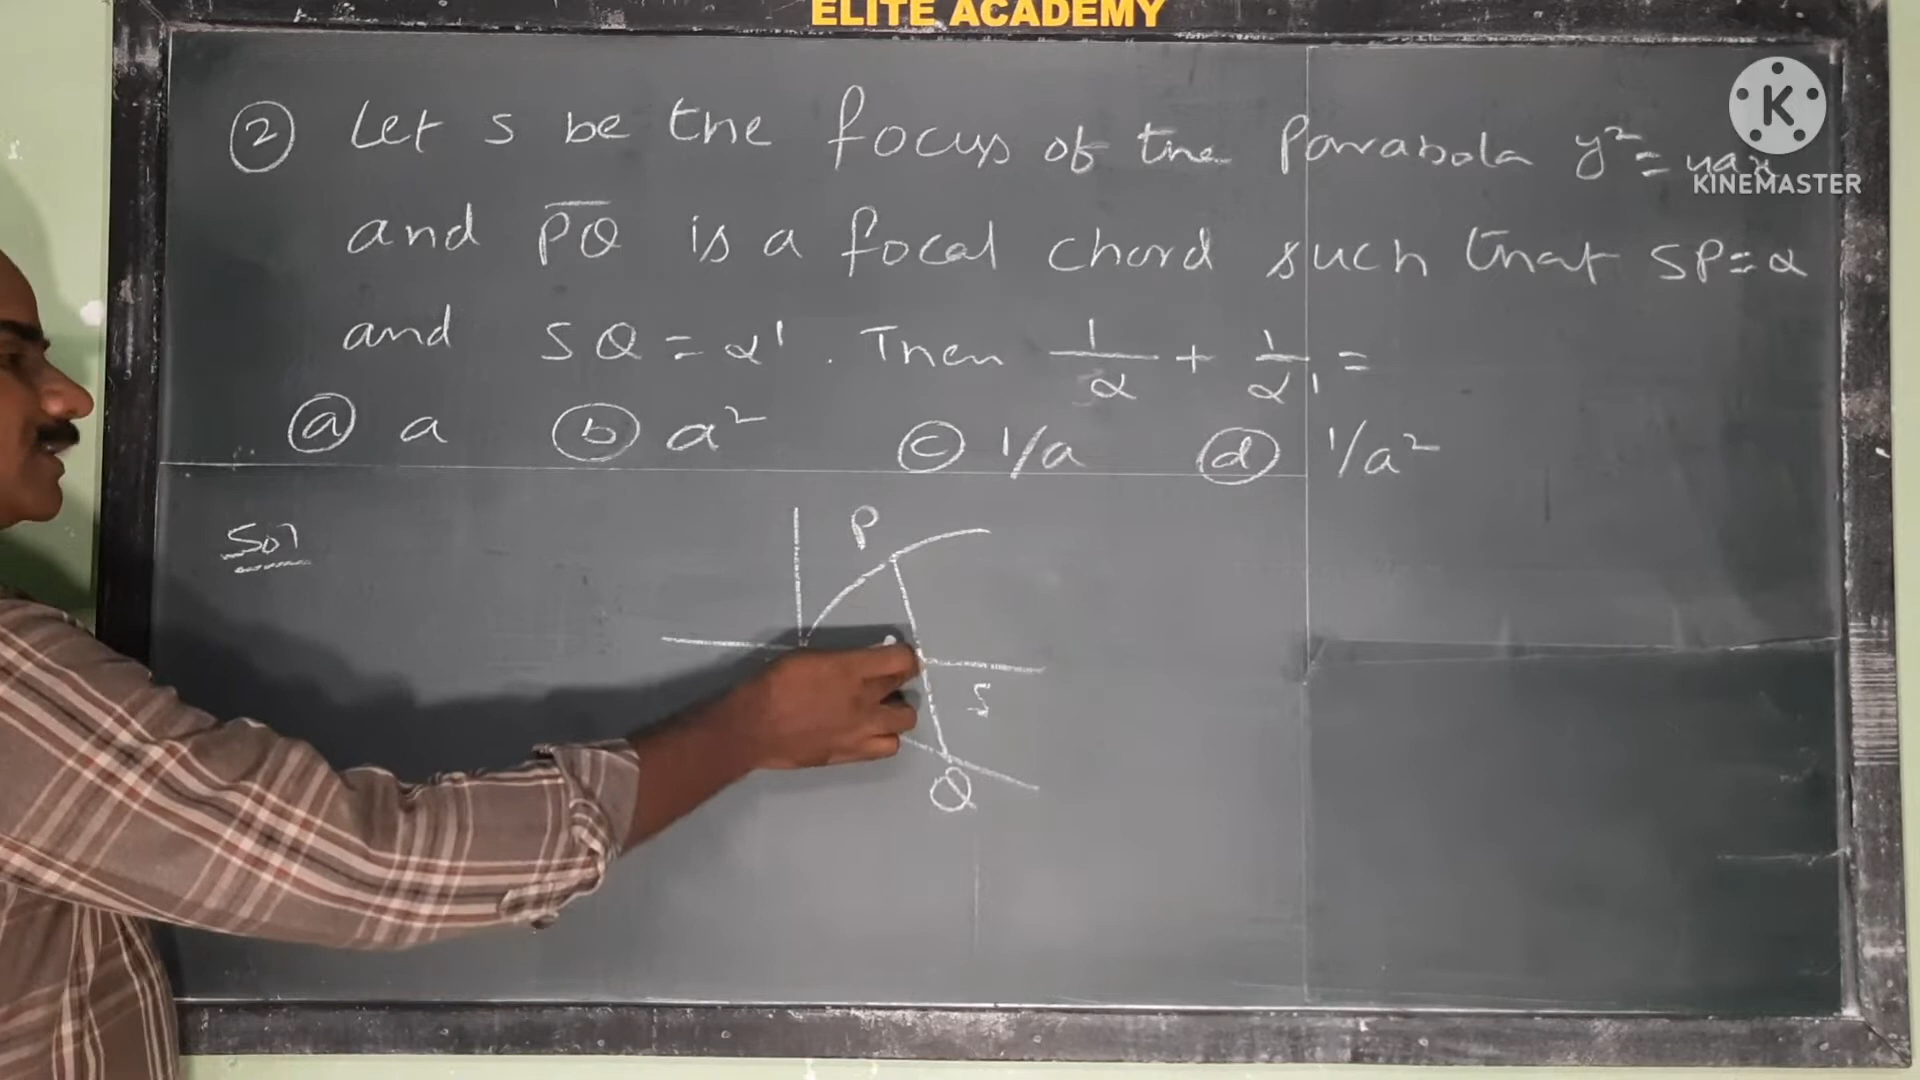 ELITE ACADEMY
② Let S be the focus of the Parabola y² = 4ax
KINEMASTER
and P̅Q̅ is a focal chord such that SP = α
and SQ = α' . Then 1/α + 1/α' =
ⓐ a ⓑ a² ⓒ 1/a ⓓ 1/a²
Sol
P
S
Q